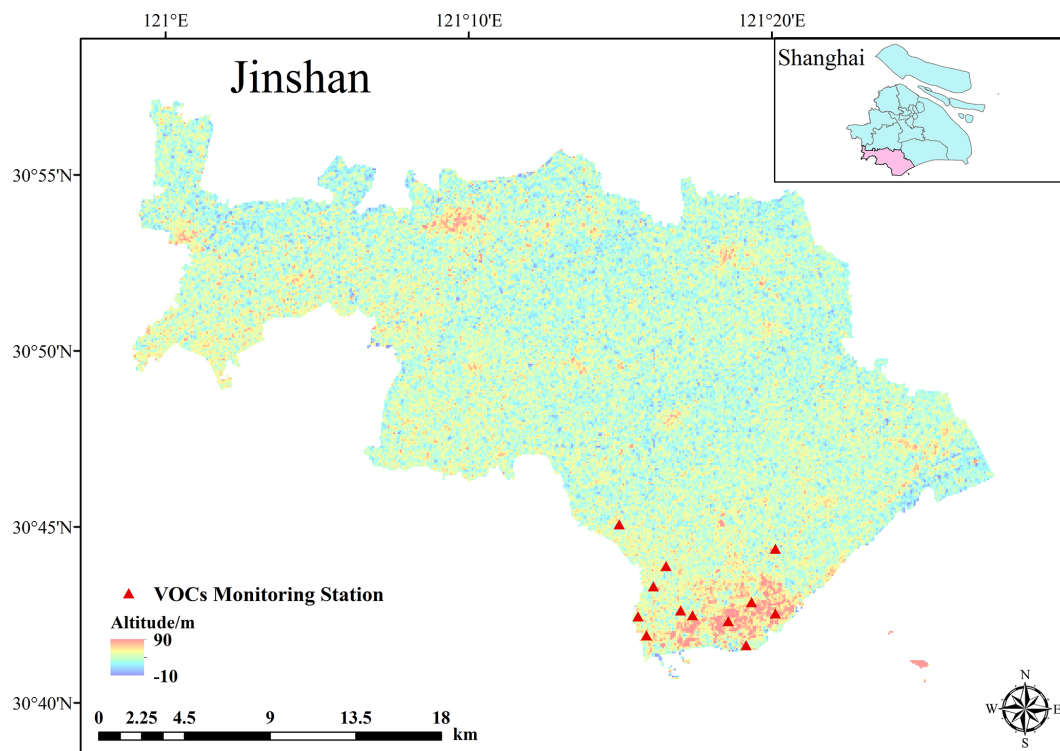 121°E 121°10'E 121°20'E
Jinshan
Shanghai
30°55'N
30°50'N
30°45'N
30°40'N
VOCs Monitoring Station
Altitude/m
90
-10
0 2.25 4.5 9 13.5 18
km
N
W E
S